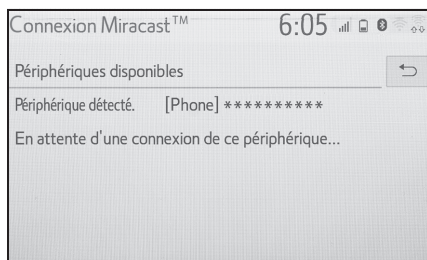 Connexion Miracast™ 6:05
Périphériques disponibles
Périphérique détecté. [Phone] **********
En attente d'une connexion de ce périphérique...